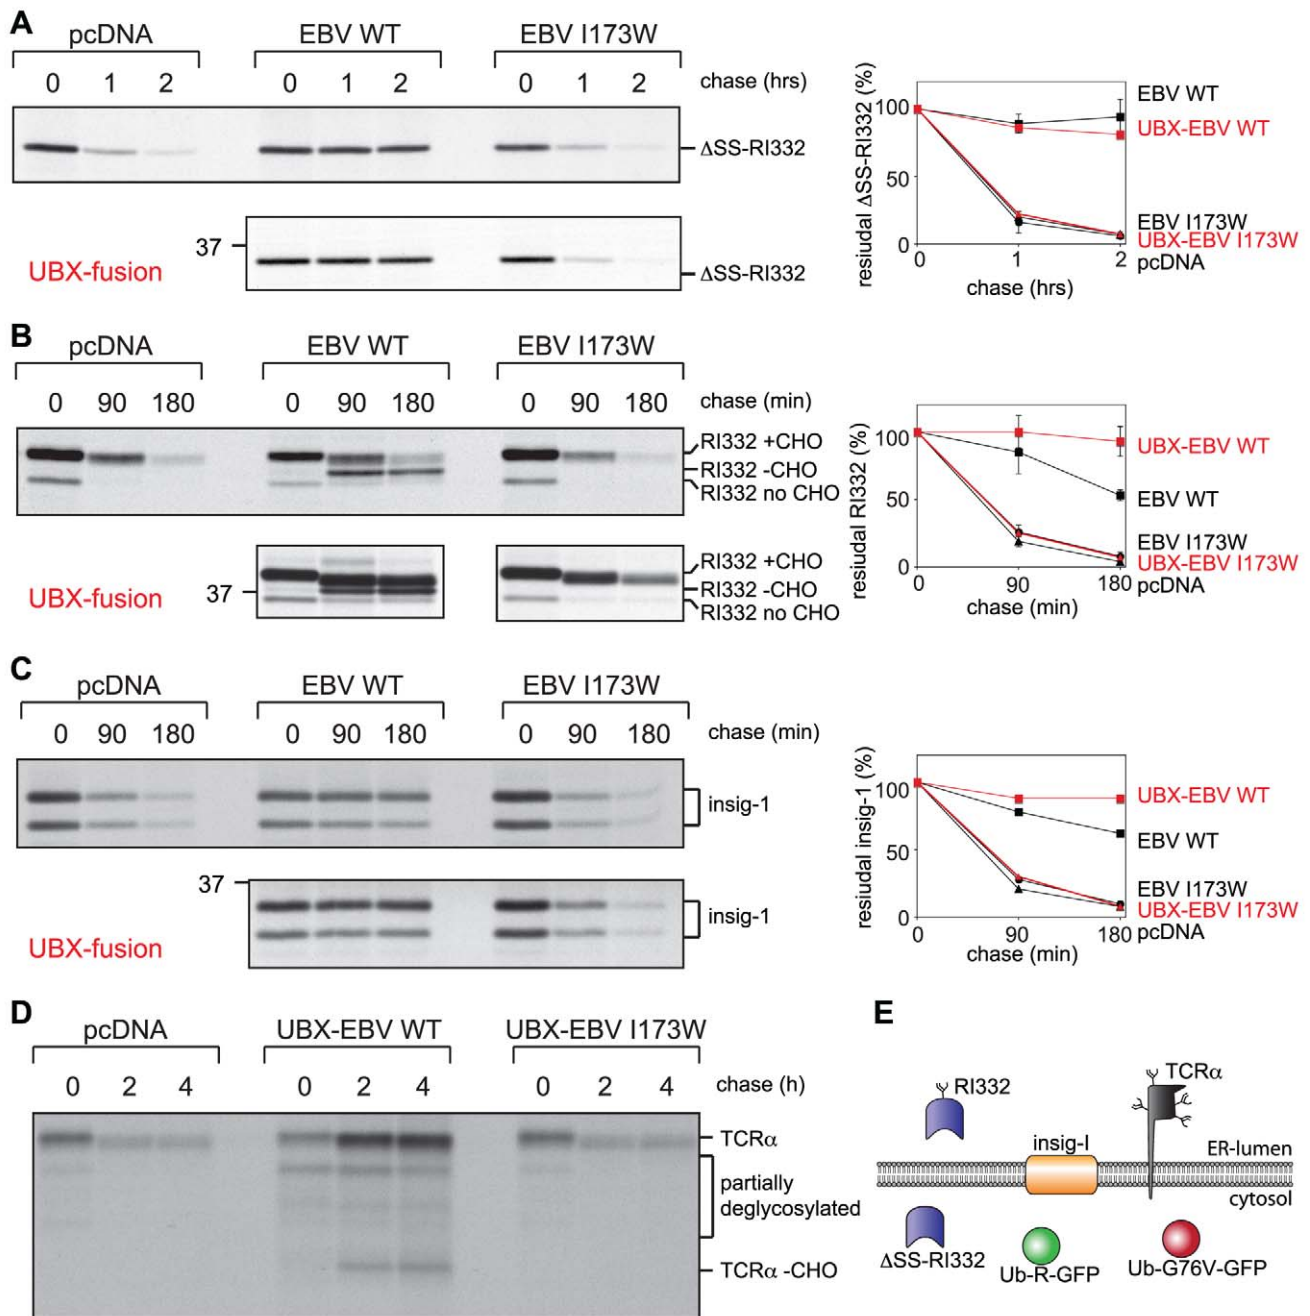 A
pcDNA EBV WT EBV I173W
0 1 2 0 1 2 0 1 2 chase (hrs)
ΔSS-RI332
37
UBX-fusion
ΔSS-RI332
resiudal ΔSS-RI332 (%)
100
50
0
0 1 2
chase (hrs)
EBV WT
UBX-EBV WT
EBV I173W
UBX-EBV I173W
pcDNA
B
pcDNA EBV WT EBV I173W
0 90 180 0 90 180 0 90 180 chase (min)
RI332 +CHO
RI332 -CHO
RI332 no CHO
UBX-fusion
37
RI332 +CHO
RI332 -CHO
RI332 no CHO
resiudal RI332 (%)
100
50
0
0 90 180
chase (min)
UBX-EBV WT
EBV WT
EBV I173W
UBX-EBV I173W
pcDNA
C
pcDNA EBV WT EBV I173W
0 90 180 0 90 180 0 90 180 chase (min)
insig-1
37
UBX-fusion
insig-1
resiudal insig-1 (%)
100
50
0
0 90 180
chase (min)
UBX-EBV WT
EBV WT
EBV I173W
UBX-EBV I173W
pcDNA
D
pcDNA UBX-EBV WT UBX-EBV I173W
0 2 4 0 2 4 0 2 4 chase (h)
TCRα
partially
deglycosylated
TCRα -CHO
E
RI332
TCRα
insig-I
ER-lumen
cytosol
ΔSS-RI332
Ub-R-GFP
Ub-G76V-GFP